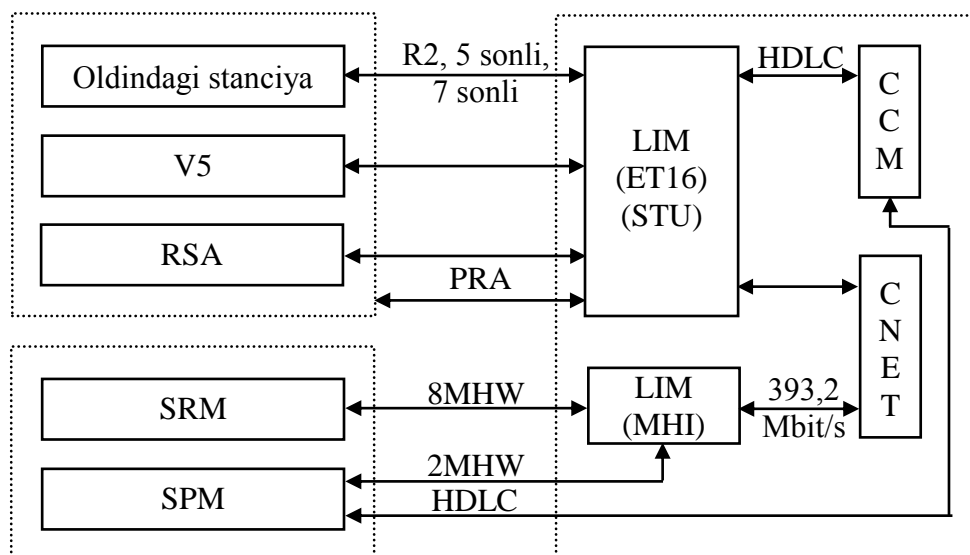 Oldindagi stanciya
R2, 5 sonli,
7 sonli
V5
RSA
PRA
LIM
(ET16)
(STU)
HDLC
C
C
M
C
N
E
T
SRM
8MHW
LIM
(MHI)
393,2
Mbit/s
SPM
2MHW
HDLC